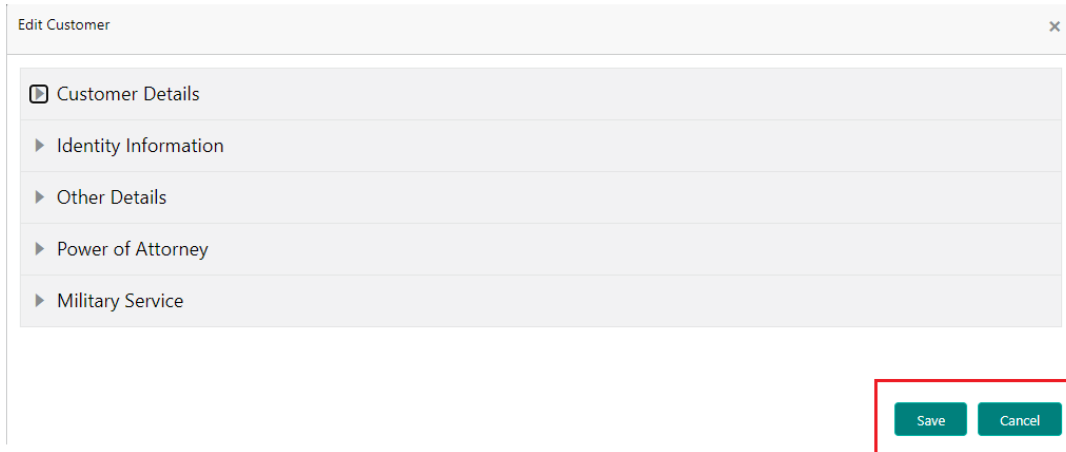 Edit Customer
Customer Details
Identity Information
Other Details
Power of Attorney
Military Service
Save Cancel